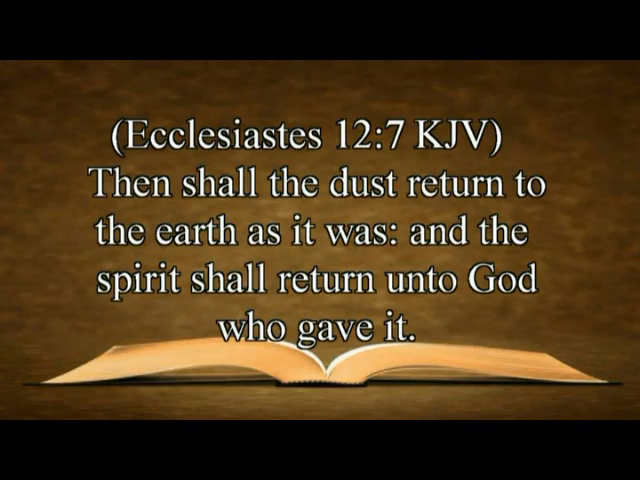 (Ecclesiastes 12:7 KJV)
Then shall the dust return to
the earth as it was: and the
spirit shall return unto God
who gave it.